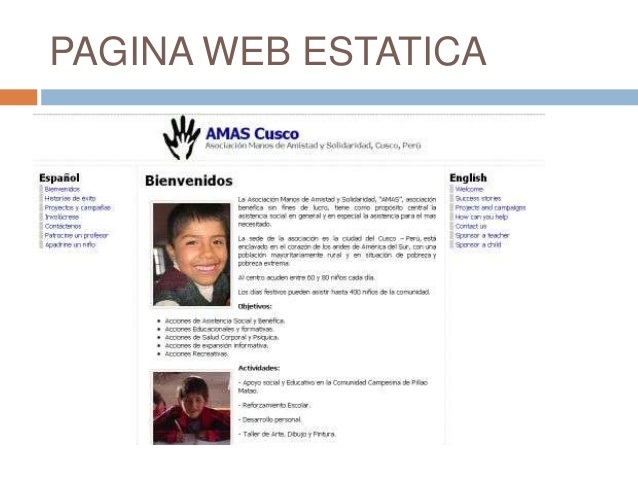 PAGINA WEB ESTATICA
AMAS Cusco
Asociación Manos de Amistad y Solidaridad, Cusco, Perú
Español
Bienvenidos
Historias de éxito
Proyectos y campañas
Involúcrese
Contáctenos
Patrocine un profesor
Apadrine un niño
Bienvenidos
La Asociación Manos de Amistad y Solidaridad, "AMAS", asociación
benéfica sin fines de lucro, tiene como propósito central la
asistencia social en general y en especial la asistencia para el mas
necesitado.
La sede de la asociación es la ciudad del Cusco – Perú, está
enclavado en el corazón de los andes de América del Sur, con una
población mayoritariamente rural y en situación de pobreza y
pobreza extrema.
Al centro acuden entre 60 y 80 niños cada día.
Los días festivos pueden asistir hasta 400 niños de la comunidad.
Objetivos:
Acciones de Asistencia Social y Benéfica.
Acciones Educacionales y formativas.
Acciones de Salud Corporal y Psíquica.
Acciones de expansión informativa.
Acciones Recreativas.
Actividades:
- Apoyo social y Educativo en la Comunidad Campesina de Pillao
Matao.
- Reforzamiento Escolar.
- Desarrollo personal.
- Taller de Arte, Dibujo y Pintura.
English
Welcome
Success stories
Projects and campaigns
How can you help
Contact us
Sponsor a teacher
Sponsor a child